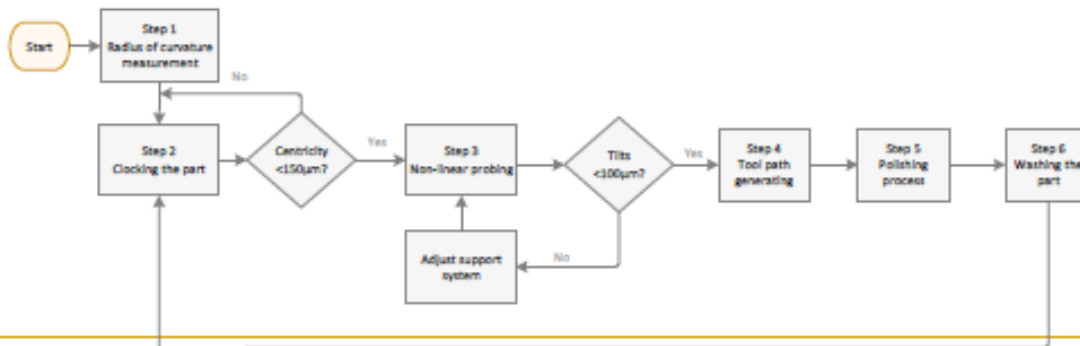 Start
Step 1
Radius of curvature
measurement
No
Step 2
Clocking the part
Centricity
<150μm?
Yes
Step 3
Non-linear probing
Tilts
<100μm?
Yes
Step 4
Tool path
generating
Step 5
Polishing
process
Step 6
Washing the
part
Adjust support
system
No